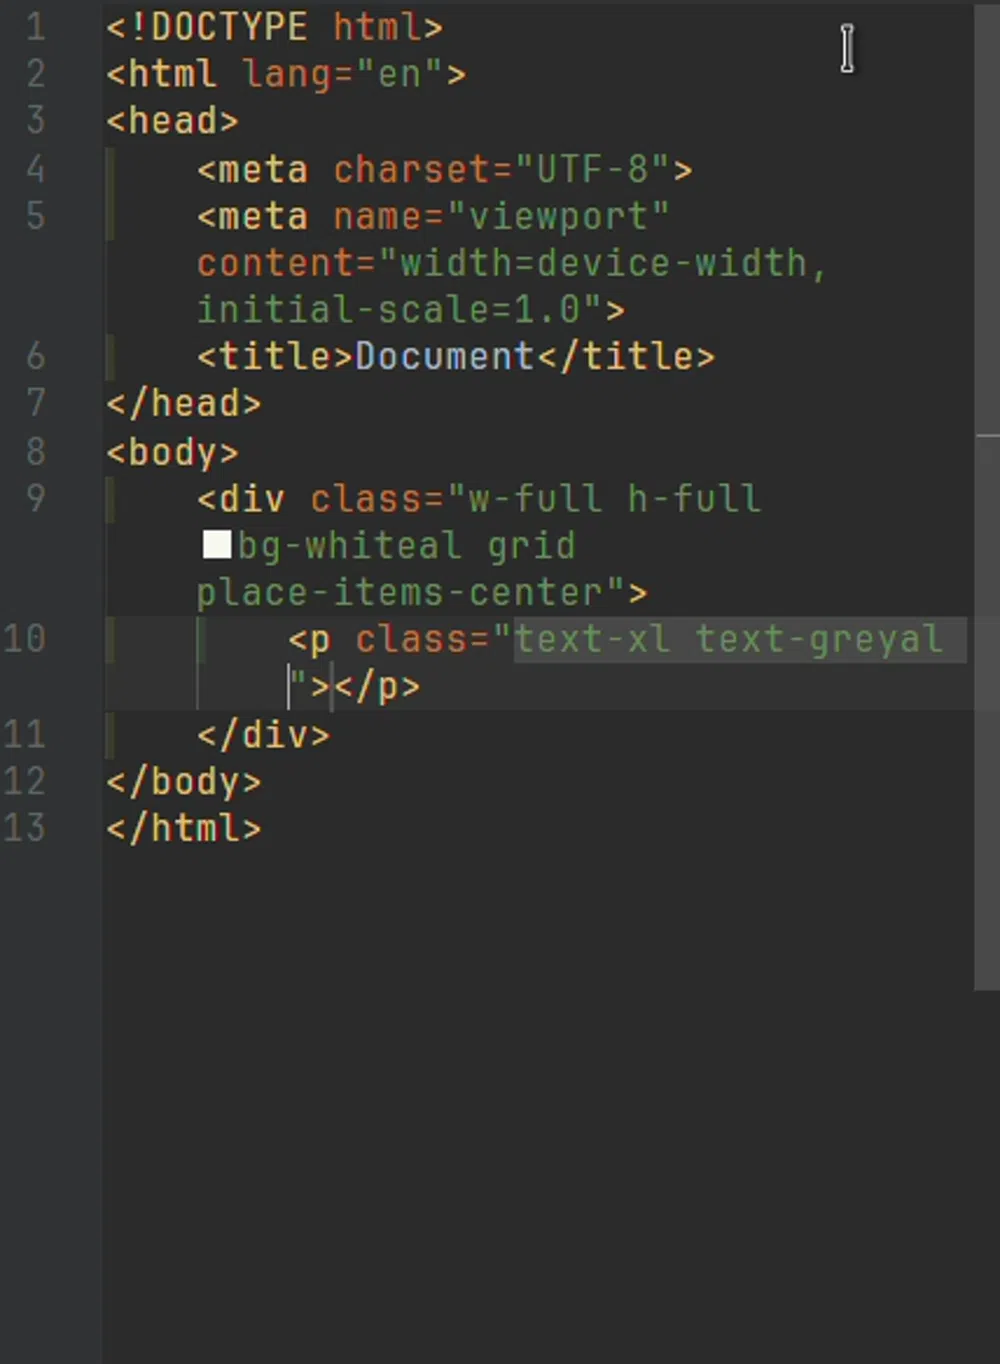 1 <!DOCTYPE html>
2 <html lang="en">
3 <head>
4 <meta charset="UTF-8">
5 <meta name="viewport"
content="width=device-width,
initial-scale=1.0">
6 <title>Document</title>
7 </head>
8 <body>
9 <div class="w-full h-full
bg-whiteal grid
place-items-center">
10 <p class="text-xl text-greyal
"></p>
11 </div>
12 </body>
13 </html>